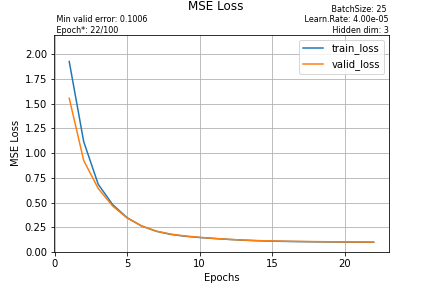 MSE Loss
Min valid error: 0.1006
Epoch*: 22/100
BatchSize: 25
Learn.Rate: 4.00e-05
Hidden dim: 3
train_loss
valid_loss
MSE Loss
2.00
1.75
1.50
1.25
1.00
0.75
0.50
0.25
0.00
0
5
10
15
20
Epochs